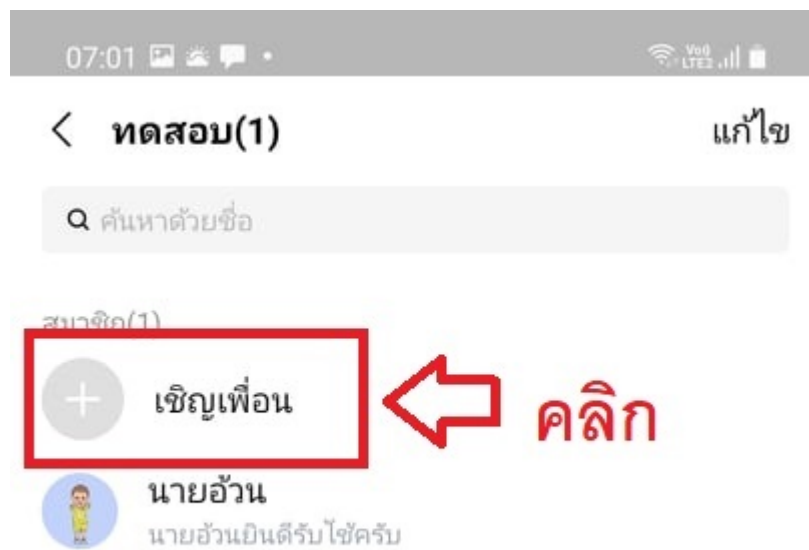 07:01
Vo)) LTE2
ทดสอบ(1)
แก้ไข
ค้นหาด้วยชื่อ
สมาชิก(1)
เชิญเพื่อน
คลิก
นายอ้วน
นายอ้วนยินดีรับใช้ครับ